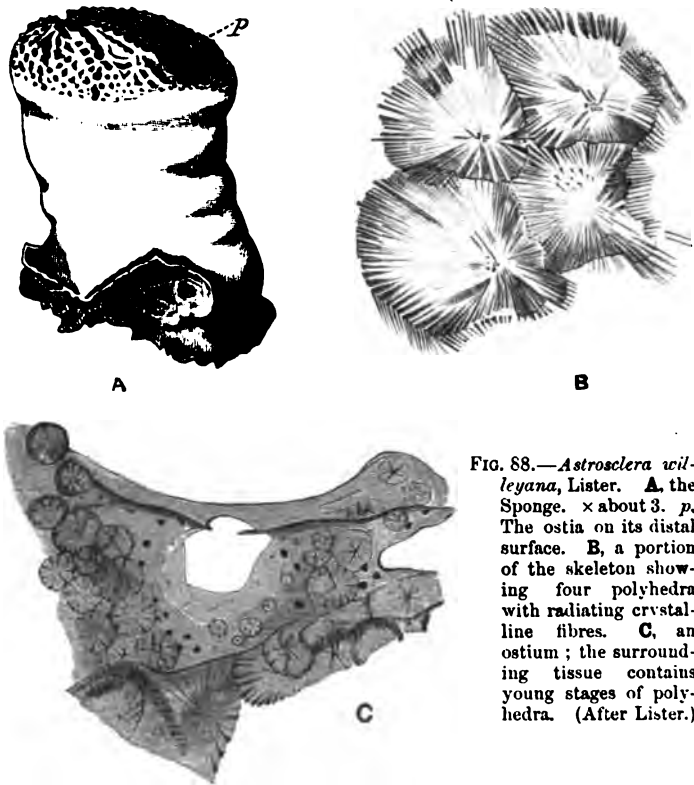 p
A
B
C
FIG. 88.—Astrosclera wil-
leyana, Lister. A, the
Sponge. × about 3. p,
The ostia on its distal
surface. B, a portion
of the skeleton show-
ing four polyhedra
with radiating crystal-
line fibres. C, an
ostium ; the surround-
ing tissue contains
young stages of poly-
hedra. (After Lister.)